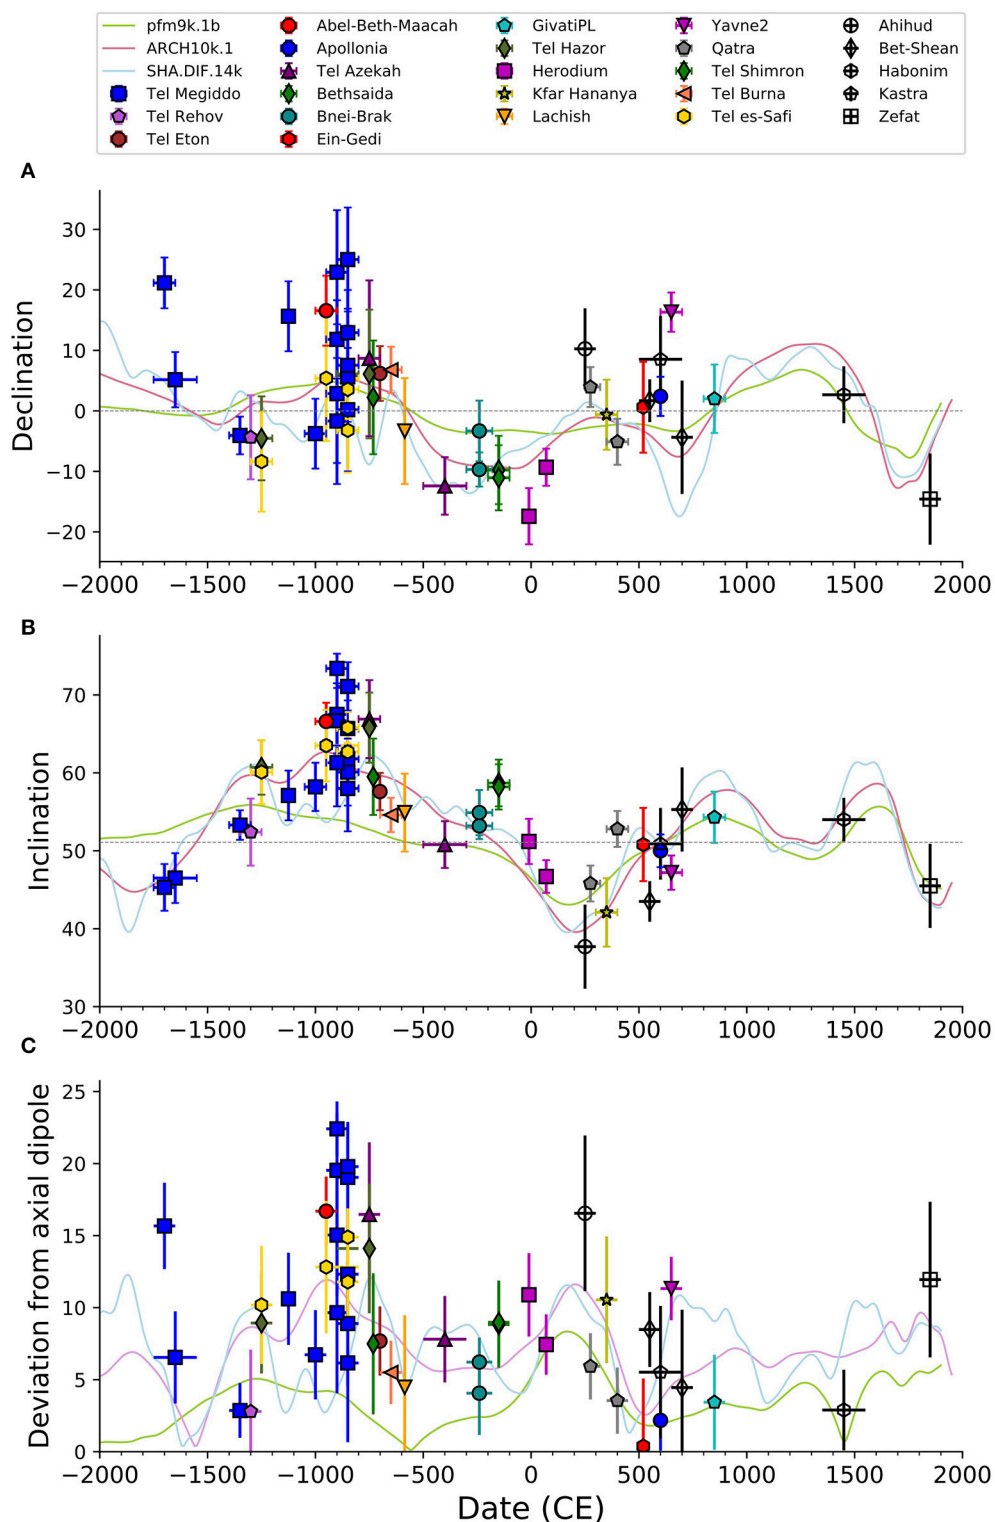 pfm9k.1b
ARCH10k.1
SHA.DIF.14k
Tel Megiddo
Tel Rehov
Tel Eton
Abel-Beth-Maacah
Apollonia
Tel Azekah
Bethsaida
Bnei-Brak
Ein-Gedi
GivatiPL
Tel Hazor
Herodium
Kfar Hananya
Lachish
Yavne2
Qatra
Tel Shimron
Tel Burna
Tel es-Safi
Ahihud
Bet-Shean
Habonim
Kastra
Zefat
A
Declination
30
20
10
0
−10
−20
−2000 −1500 −1000 −500 0 500 1000 1500 2000
B
Inclination
70
60
50
40
30
−2000 −1500 −1000 −500 0 500 1000 1500 2000
C
Deviation from axial dipole
25
20
15
10
5
0
−2000 −1500 −1000 −500 0 500 1000 1500 2000
Date (CE)